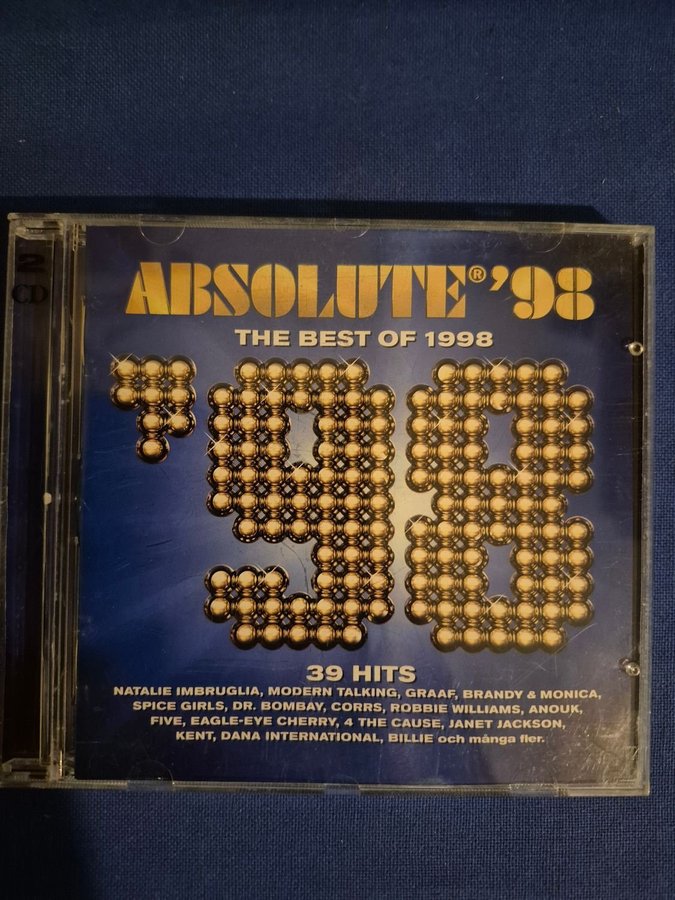 2
CD
ABSOLUTE® '98
THE BEST OF 1998
'98
39 HITS
NATALIE IMBRUGLIA, MODERN TALKING, GRAAF, BRANDY & MONICA,
SPICE GIRLS, DR. BOMBAY, CORRS, ROBBIE WILLIAMS, ANOUK,
FIVE, EAGLE-EYE CHERRY, 4 THE CAUSE, JANET JACKSON,
KENT, DANA INTERNATIONAL, BILLIE och många fler.